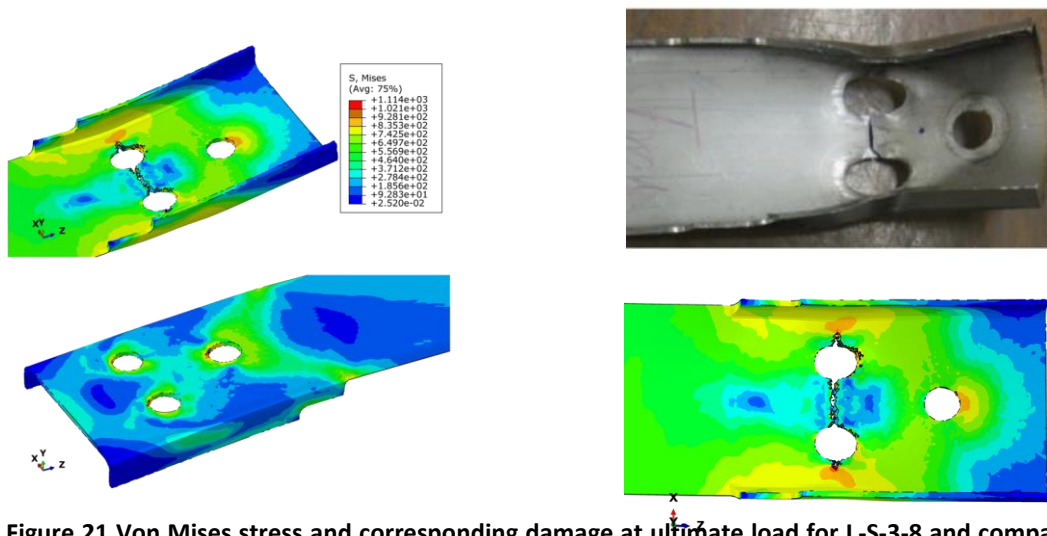 S, Mises
(Avg: 75%)
+1.114e+03
+1.021e+03
+9.281e+02
+8.353e+02
+7.425e+02
+6.497e+02
+5.569e+02
+4.640e+02
+3.712e+02
+2.784e+02
+1.856e+02
+9.283e+01
+2.520e-02
X Y
Z
X Y
Z
X
Y Z
Figure 21 Von Mises stress and corresponding damage at ultimate load for L-S-3-8 and compa